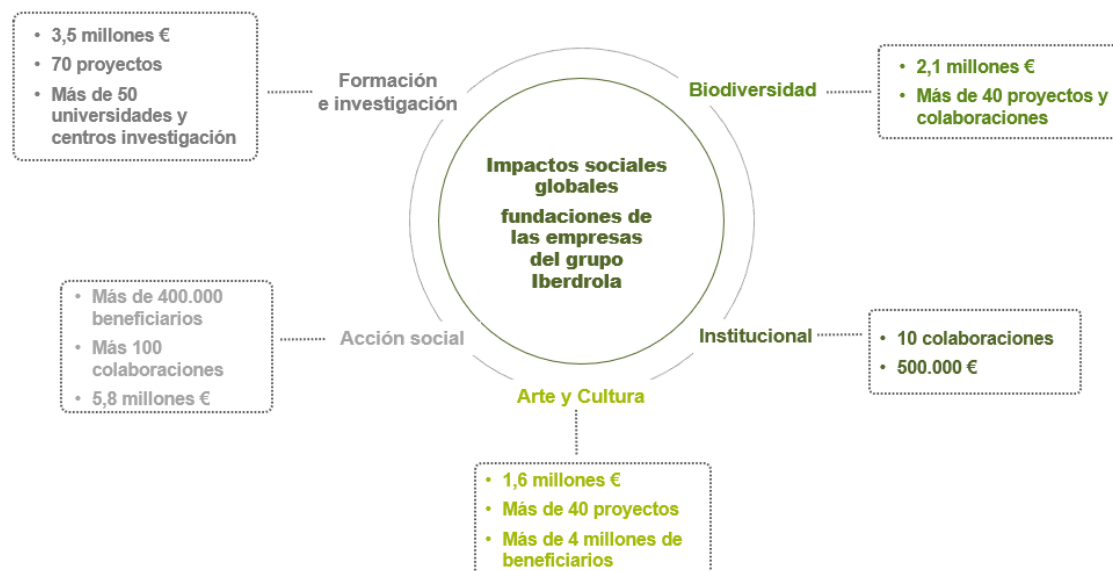 • 3,5 millones €
• 70 proyectos
• Más de 50
universidades y
centros investigación
Formación
e investigación
Biodiversidad
• 2,1 millones €
• Más de 40 proyectos y
colaboraciones
Impactos sociales
globales
fundaciones de
las empresas
del grupo
Iberdrola
• Más de 400.000
beneficiarios
• Más 100
colaboraciones
• 5,8 millones €
Acción social
Institucional
• 10 colaboraciones
• 500.000 €
Arte y Cultura
• 1,6 millones €
• Más de 40 proyectos
• Más de 4 millones de
beneficiarios